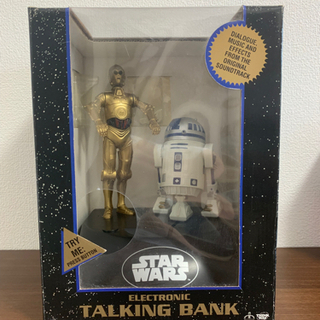 DIALOGUE,
MUSIC AND
EFFECTS
FROM THE
ORIGINAL
SOUNDTRACK
TRY
ME
PRESS BUTTON
STAR
WARS
ELECTRONIC
TALKING BANK